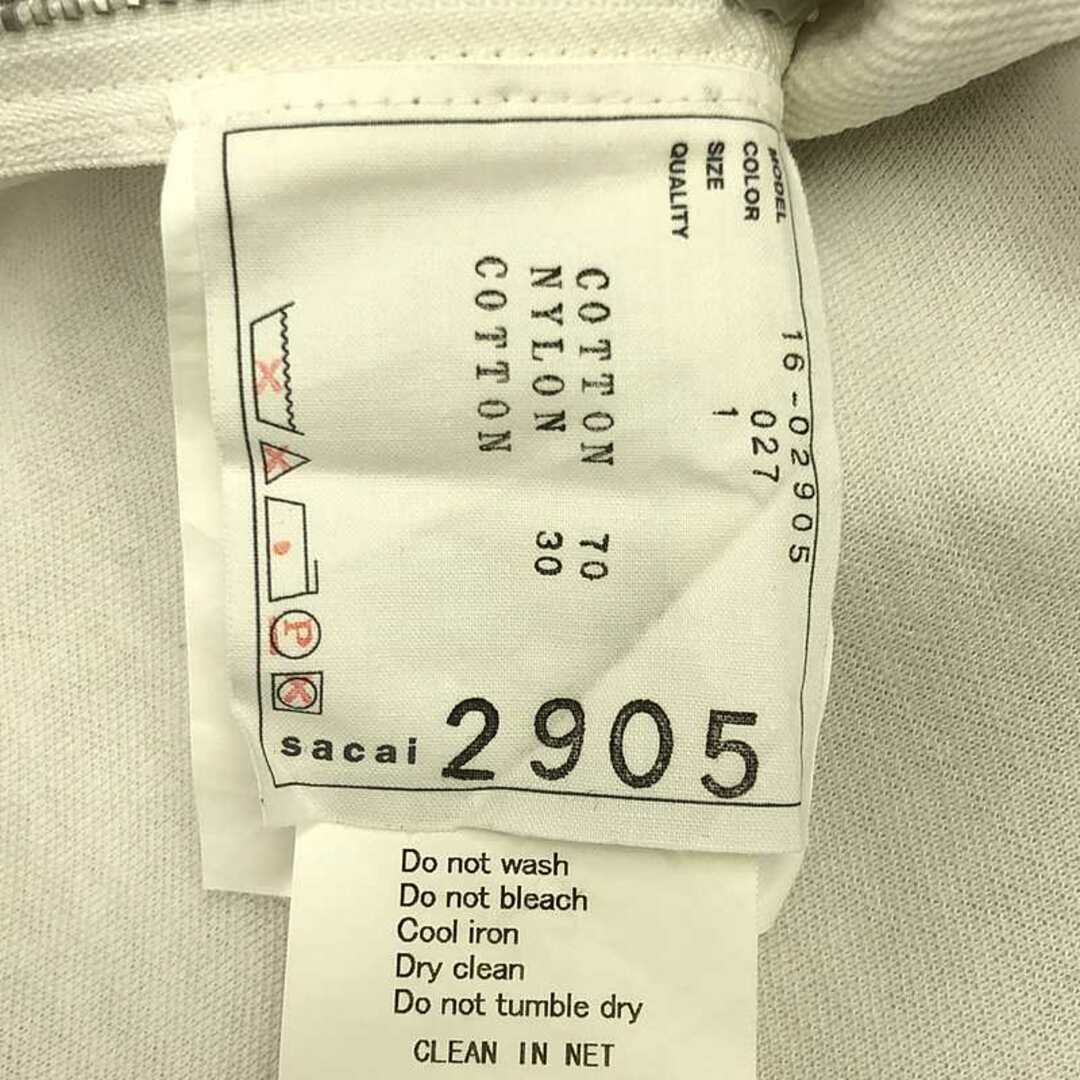 MODEL 16-02905
COLOR 027
SIZE 1
QUALITY
COTTON 70
NYLON 30
COTTON
P
sacai 2905
Do not wash
Do not bleach
Cool iron
Dry clean
Do not tumble dry
CLEAN IN NET